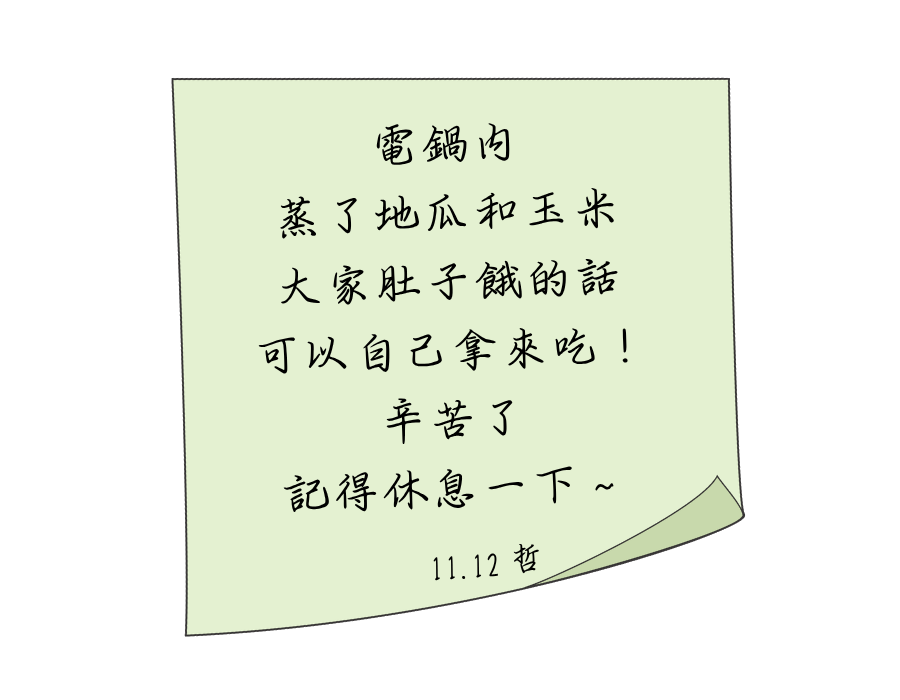 電鍋內
蒸了地瓜和玉米
大家肚子餓的話
可以自己拿來吃！
辛苦了
記得休息一下~
11.12 哲